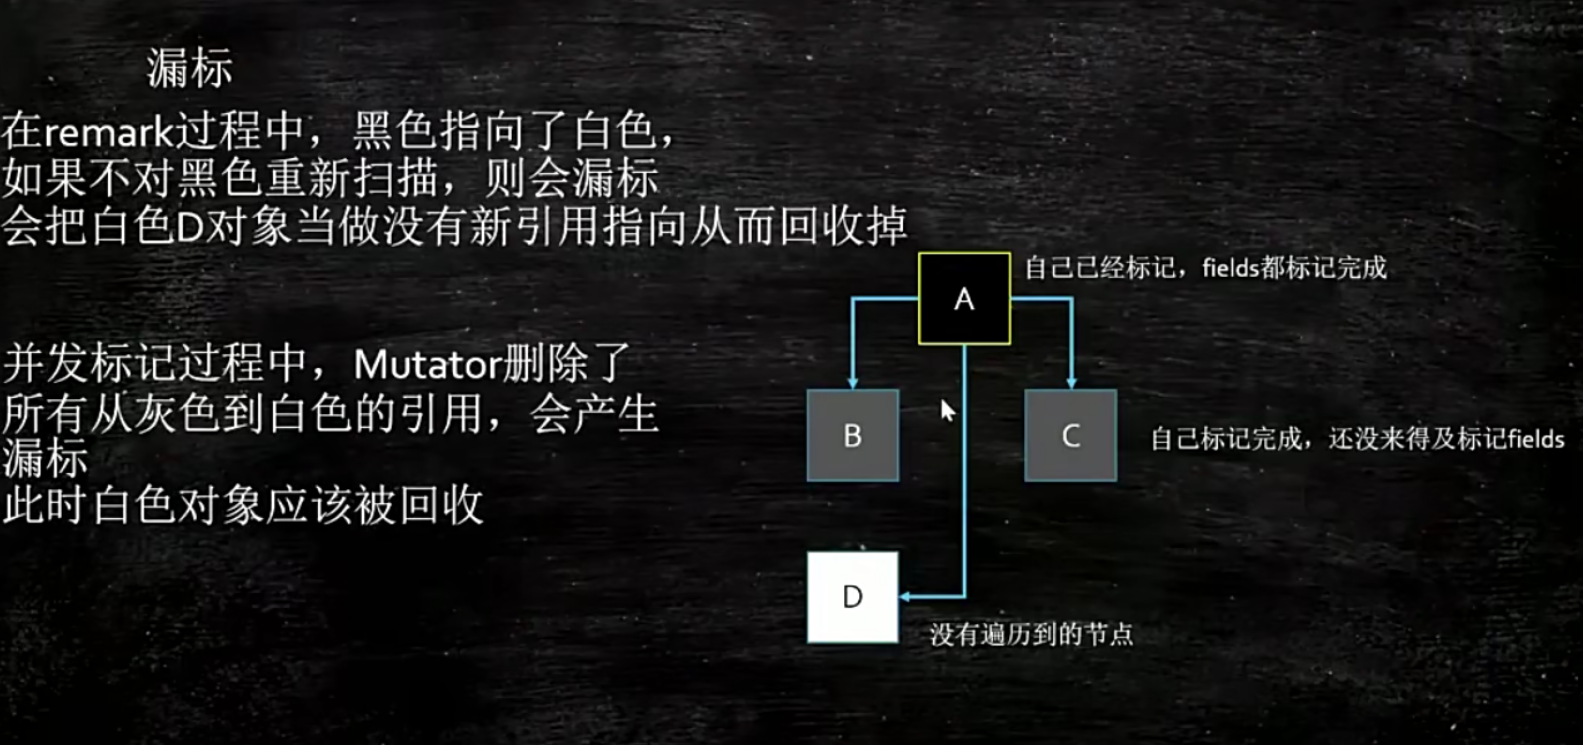 漏标
在remark过程中，黑色指向了白色，
如果不对黑色重新扫描，则会漏标
会把白色D对象当做没有新引用指向从而回收掉
并发标记过程中，Mutator删除了
所有从灰色到白色的引用，会产生
漏标
此时白色对象应该被回收
A
自己已经标记，fields都标记完成
B
C
自己标记完成，还没来得及标记fields
D
没有遍历到的节点